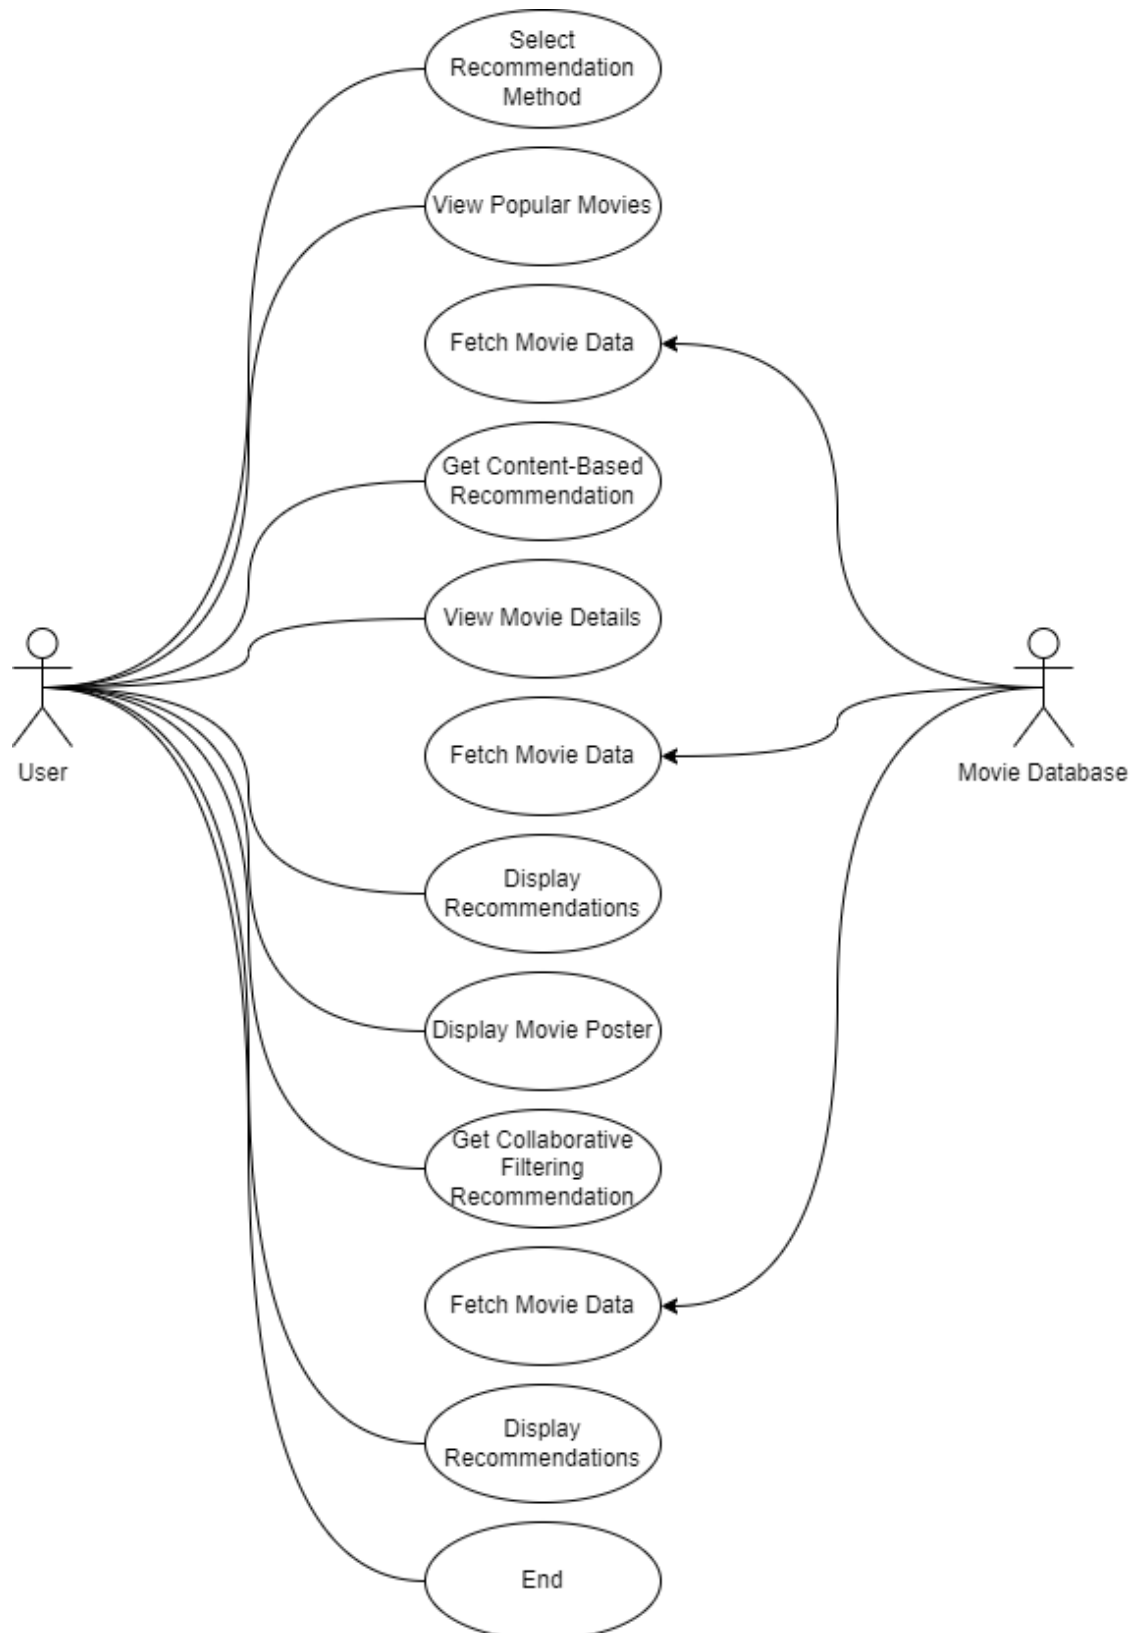 Select
Recommendation
Method
View Popular Movies
Fetch Movie Data
Get Content-Based
Recommendation
View Movie Details
User
Movie Database
Fetch Movie Data
Display
Recommendations
Display Movie Poster
Get Collaborative
Filtering
Recommendation
Fetch Movie Data
Display
Recommendations
End